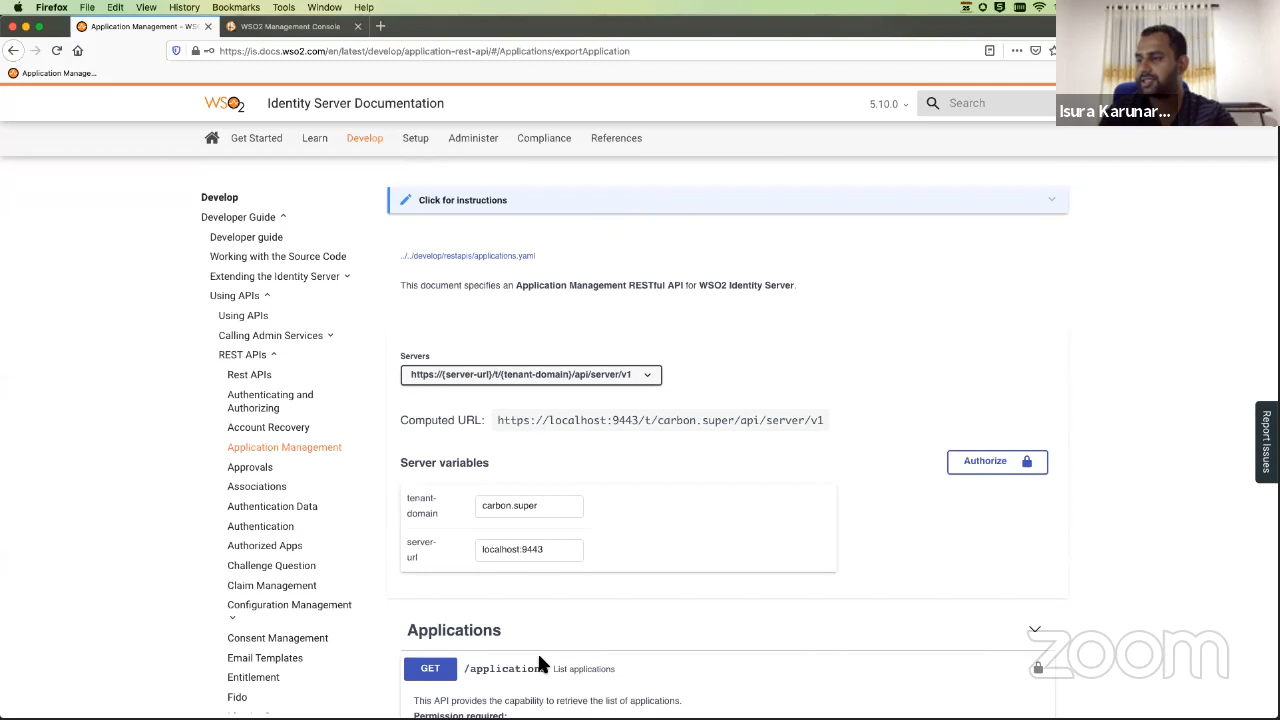 Firefox File Edit View History Bookmarks Tools Window Help
Application Management - WS
WSO2 Management Console
https://is.docs.wso2.com/en/latest/develop/application-rest-api/#/Applications/exportApplication
Application Manage...
Isura Karunar...
WSO2 Identity Server Documentation
5.10.0
Search
Get Started Learn Develop Setup Administer Compliance References
Develop
Developer Guide
Developer guide
Working with the Source Code
Extending the Identity Server
Using APIs
Using APIs
Calling Admin Services
REST APIs
Rest APIs
Authenticating and
Authorizing
Account Recovery
Application Management
Approvals
Associations
Authentication Data
Authentication
Authorized Apps
Challenge Question
Claim Management
Configuration Management
Consent Management
Email Templates
Entitlement
Fido
Click for instructions
../../develop/restapis/applications.yaml
This document specifies an Application Management RESTful API for WSO2 Identity Server.
Servers
https://{server-url}/t/{tenant-domain}/api/server/v1
Computed URL: https://localhost:9443/t/carbon.super/api/server/v1
Server variables
Authorize
tenant-
domain
carbon.super
server-
url
localhost:9443
Applications
GET /applications List applications
This API provides the capability to retrieve the list of applications.
Permission required:
Report Issues
zoom